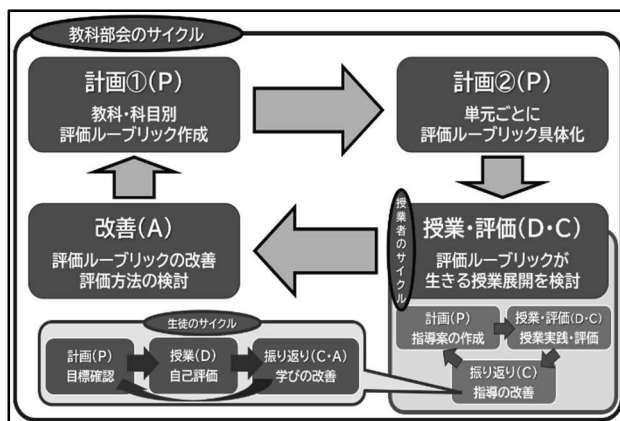 教科部会のサイクル
計画①(P)
教科・科目別
評価ルーブリック作成
計画②(P)
単元ごとに
評価ルーブリック具体化
改善(A)
評価ルーブリックの改善
評価方法の検討
授業者のサイクル
授業・評価(D・C)
評価ルーブリックが
生きる授業展開を検討
計画(P)
指導案の作成
授業・評価(D・C)
授業実践・評価
振り返り(C)
指導の改善
生徒のサイクル
計画(P)
目標確認
授業(D)
自己評価
振り返り(C・A)
学びの改善